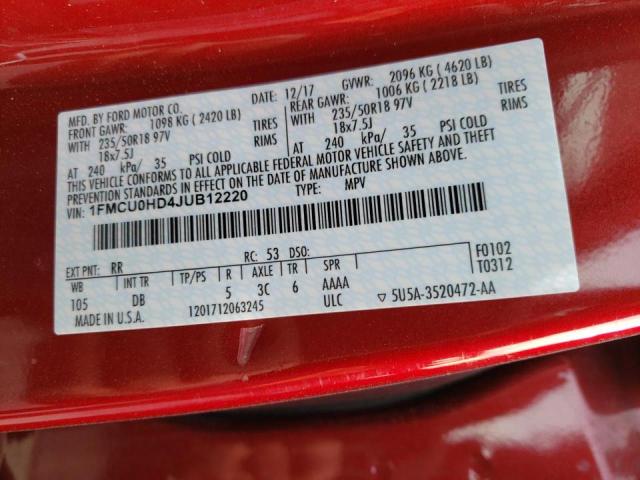 MFD. BY FORD MOTOR CO.
DATE: 12/17 GVWR: 2096 KG ( 4620 LB)
FRONT GAWR: 1098 KG ( 2420 LB) REAR GAWR: 1006 KG ( 2218 LB)
WITH 235/50R18 97V TIRES WITH 235/50R18 97V TIRES
18x7.5J RIMS 18x7.5J RIMS
AT 240 kPa/ 35 PSI COLD AT 240 kPa/ 35 PSI COLD
THIS VEHICLE CONFORMS TO ALL APPLICABLE FEDERAL MOTOR VEHICLE SAFETY AND THEFT
PREVENTION STANDARDS IN EFFECT ON THE DATE OF MANUFACTURE SHOWN ABOVE.
VIN: 1FMCU0HD4JUB12220 TYPE: MPV
EXT PNT: RR RC: 53 DSO: F0102
WB INT TR TP/PS R AXLE TR SPR T0312
105 DB 5 3C 6 AAAA
MADE IN U.S.A. 1201712063245 ULC ▽ 5U5A-3520472-AA